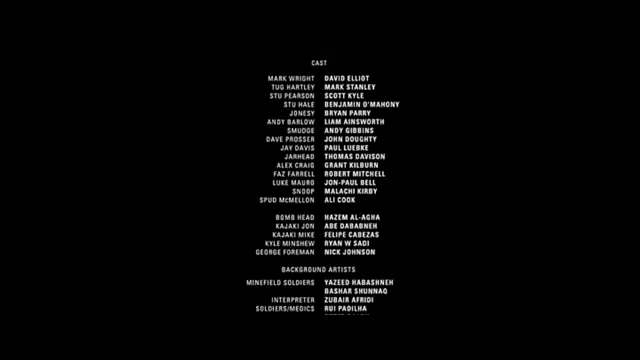 CAST
MARK WRIGHT DAVID ELLIOT
TUG HARTLEY MARK STANLEY
STU PEARSON SCOTT KYLE
STU HALE BENJAMIN O'MAHONY
JONESY BRYAN PARRY
ANDY BARLOW LIAM AINSWORTH
SMUDGE ANDY GIBBINS
DAVE PROSSER JOHN DOUGHTY
JAY DAVIS PAUL LUEBKE
JARHEAD THOMAS DAVISON
ALEX CRAIG GRANT KILBURN
FAZ FARRELL ROBERT MITCHELL
LUKE MAURO JON-PAUL BELL
SNOOP MALACHI KIRBY
SPUD McMELLON ALI COOK
BOMB HEAD HAZEM AL-AGHA
KAJAKI JON ABE DABABNEH
KAJAKI MIKE FELIPE CABEZAS
KYLE MINSHEW RYAN W SADI
GEORGE FOREMAN NICK JOHNSON
BACKGROUND ARTISTS
MINEFIELD SOLDIERS YAZEED HABASHNEH
BASHAR SHUNNAQ
INTERPRETER ZUBAIR AFRIDI
SOLDIERS/MEDICS RUI PADILHA